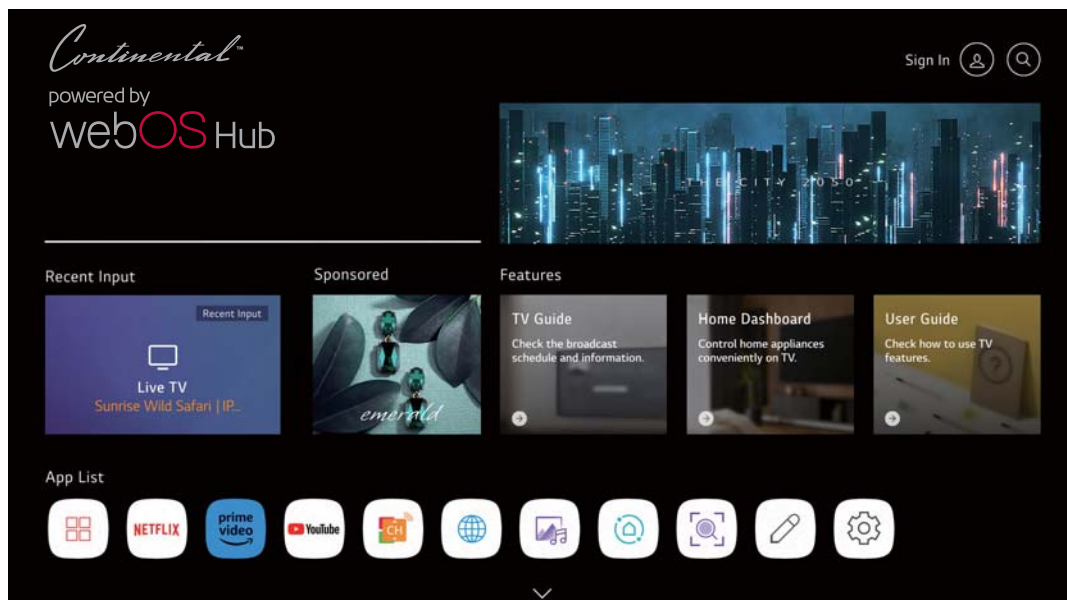 Continental™
Sign In
powered by
webOS Hub
THE CITY 2050
Recent Input
Sponsored
Features
Recent Input
Live TV
Sunrise Wild Safari | IP...
emerald
TV Guide
Check the broadcast
schedule and information.
Home Dashboard
Control home appliances
conveniently on TV.
User Guide
Check how to use TV
features.
App List
NETFLIX
prime
video
YouTube
CH